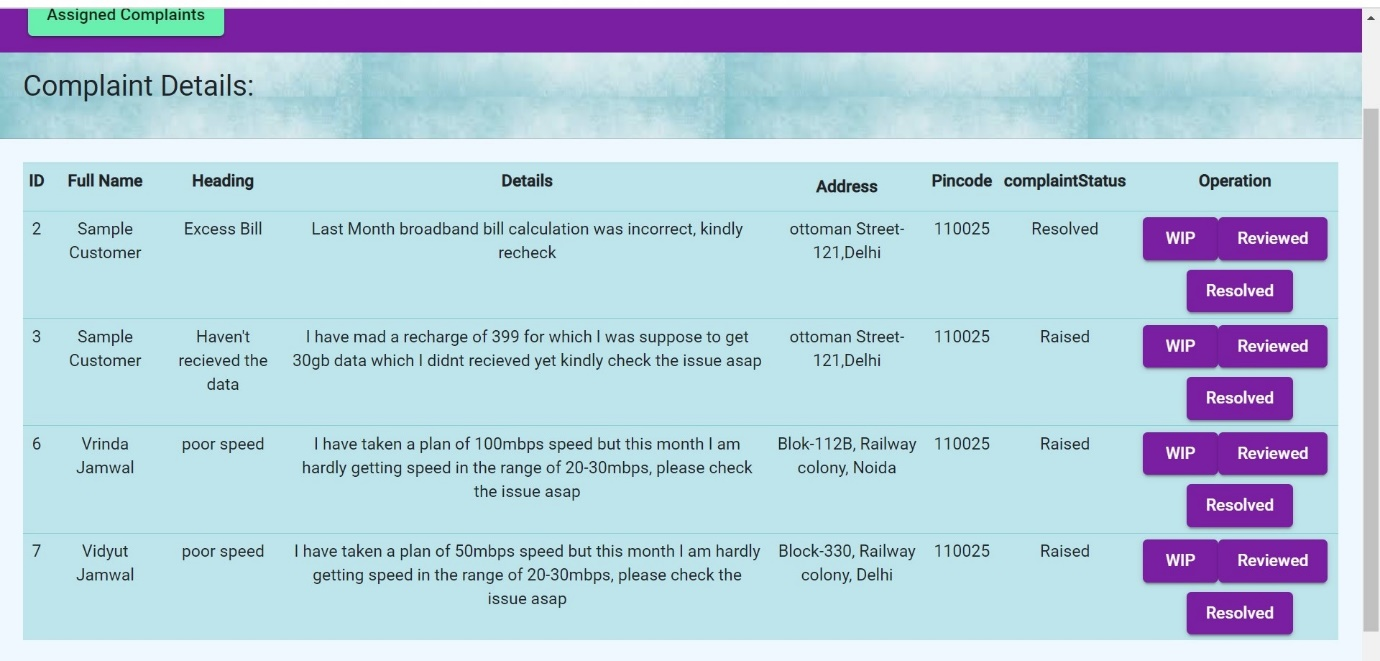 Assigned Complaints
Complaint Details:
ID Full Name Heading Details Address Pincode complaintStatus Operation
2 Sample Excess Bill Last Month broadband bill calculation was incorrect, kindly ottoman Street- 110025 Resolved WIP Reviewed
Customer recheck 121,Delhi
Resolved
3 Sample Haven't I have mad a recharge of 399 for which I was suppose to get ottoman Street- 110025 Raised WIP Reviewed
Customer recieved the 30gb data which I didnt recieved yet kindly check the issue asap 121,Delhi
data Resolved
6 Vrinda poor speed I have taken a plan of 100mbps speed but this month I am Blok-112B, Railway 110025 Raised WIP Reviewed
Jamwal hardly getting speed in the range of 20-30mbps, please check colony, Noida
the issue asap Resolved
7 Vidyut poor speed I have taken a plan of 50mbps speed but this month I am hardly Block-330, Railway 110025 Raised WIP Reviewed
Jamwal getting speed in the range of 20-30mbps, please check the colony, Delhi
issue asap Resolved